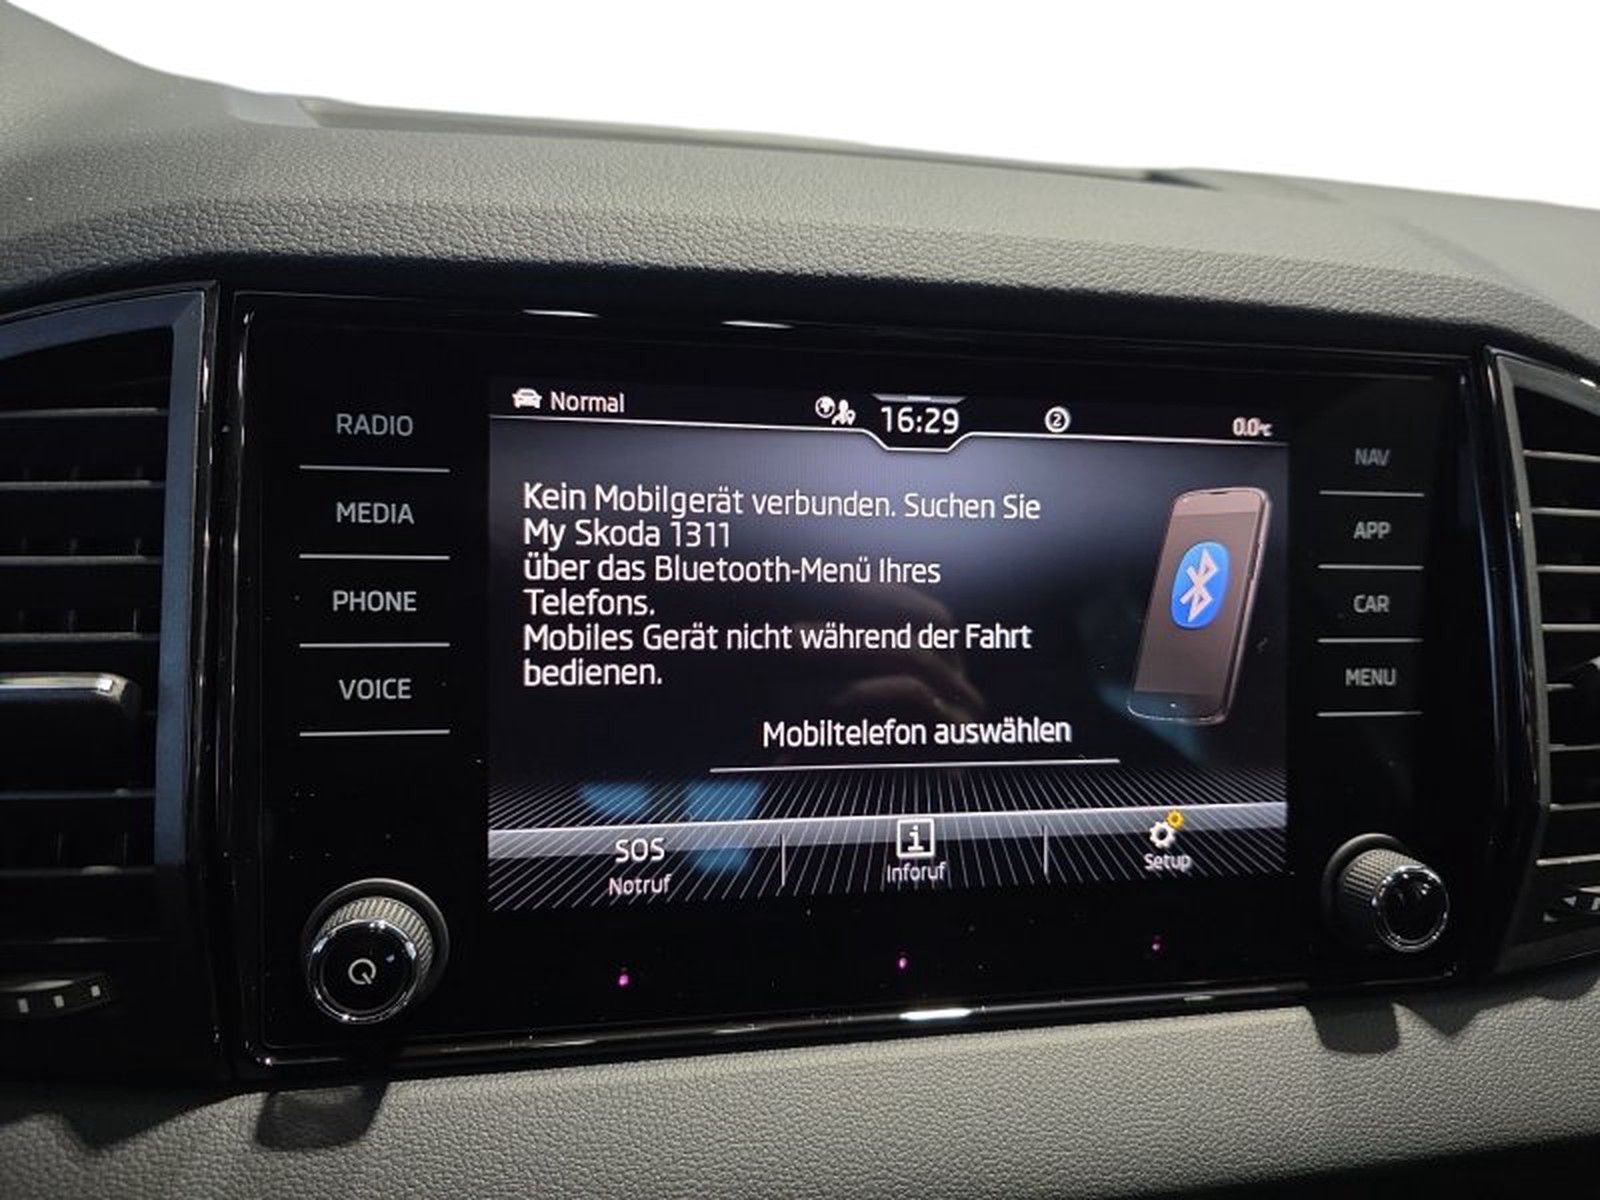 Normal
16:29
2
0.0°C
RADIO
MEDIA
PHONE
VOICE
Kein Mobilgerät verbunden. Suchen Sie
My Skoda 1311
über das Bluetooth-Menü Ihres
Telefons.
Mobiles Gerät nicht während der Fahrt
bedienen.
Mobiltelefon auswählen
SOS
Notruf
i
Inforuf
Setup
NAV
APP
CAR
MENU